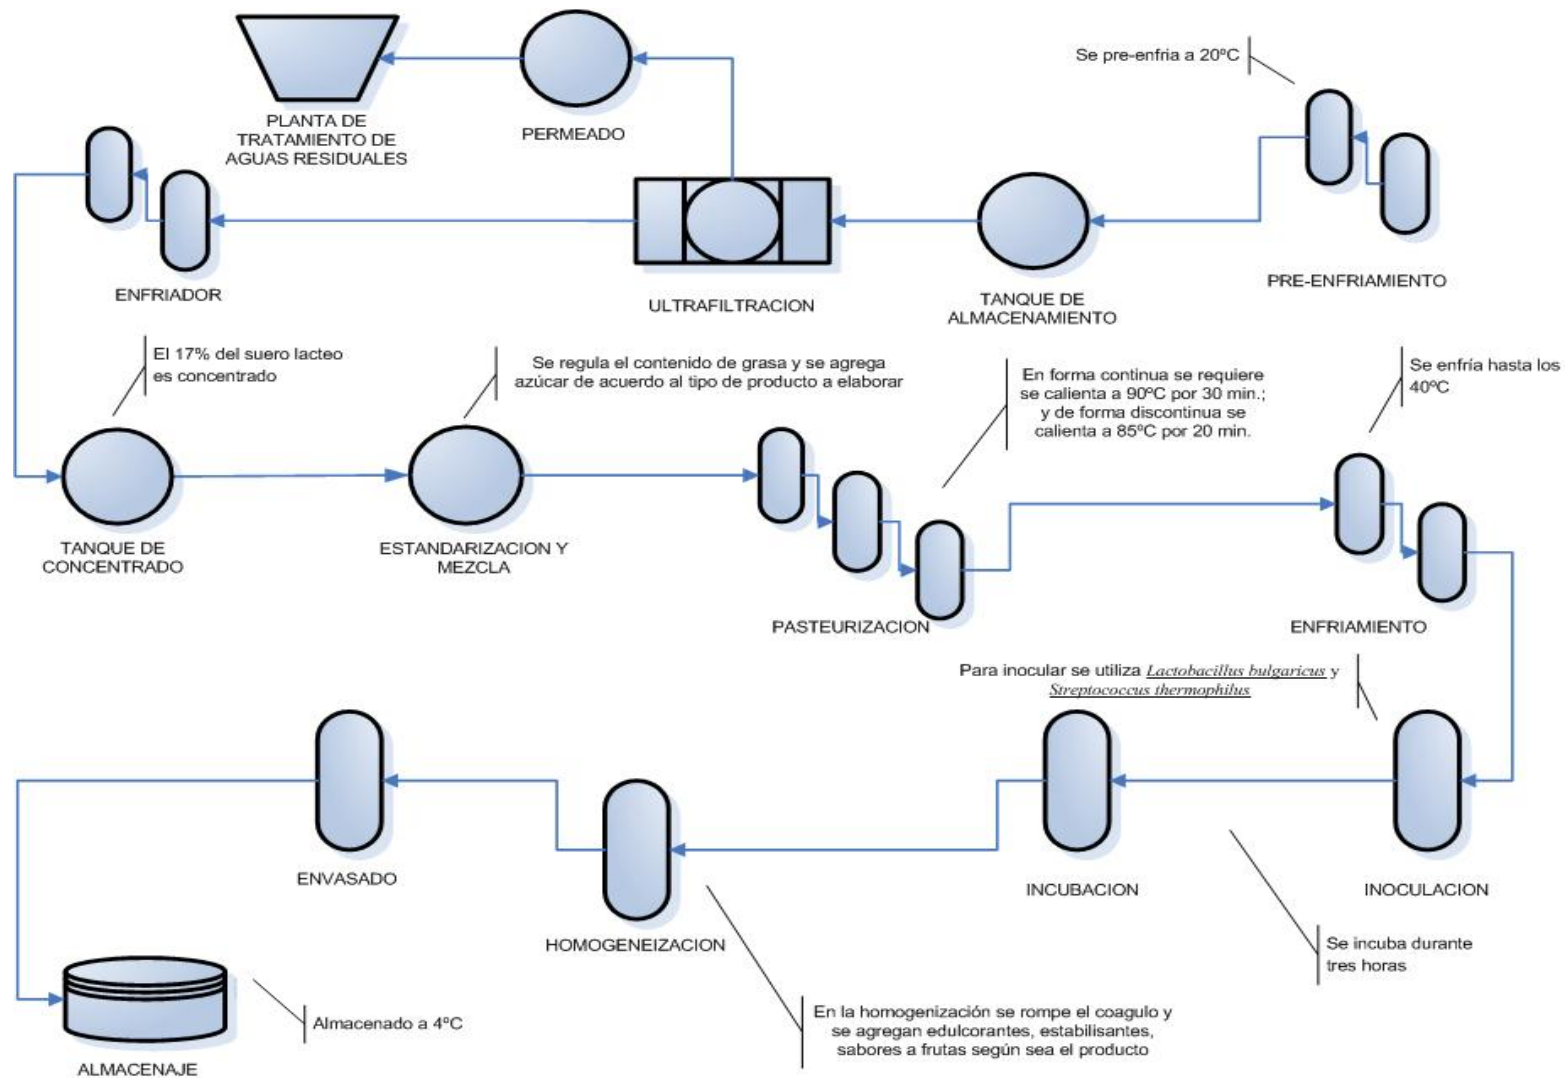 Se pre-enfria a 20ºC
PLANTA DE
TRATAMIENTO DE
AGUAS RESIDUALES
PERMEADO
ENFRIADOR
ULTRAFILTRACION
TANQUE DE
ALMACENAMIENTO
PRE-ENFRIAMIENTO
El 17% del suero lacteo
es concentrado
Se regula el contenido de grasa y se agrega
azúcar de acuerdo al tipo de producto a elaborar
En forma continua se requiere
se calienta a 90ºC por 30 min.;
y de forma discontinua se
calienta a 85ºC por 20 min.
Se enfría hasta los
40ºC
TANQUE DE
CONCENTRADO
ESTANDARIZACION Y
MEZCLA
PASTEURIZACION
ENFRIAMIENTO
Para inocular se utiliza Lactobacillus bulgaricus y
Streptococcus thermophilus
ENVASADO
HOMOGENEIZACION
INCUBACION
INOCULACION
Se incuba durante
tres horas
Almacenado a 4ºC
En la homogenización se rompe el coagulo y
se agregan edulcorantes, estabilisantes,
sabores a frutas según sea el producto
ALMACENAJE